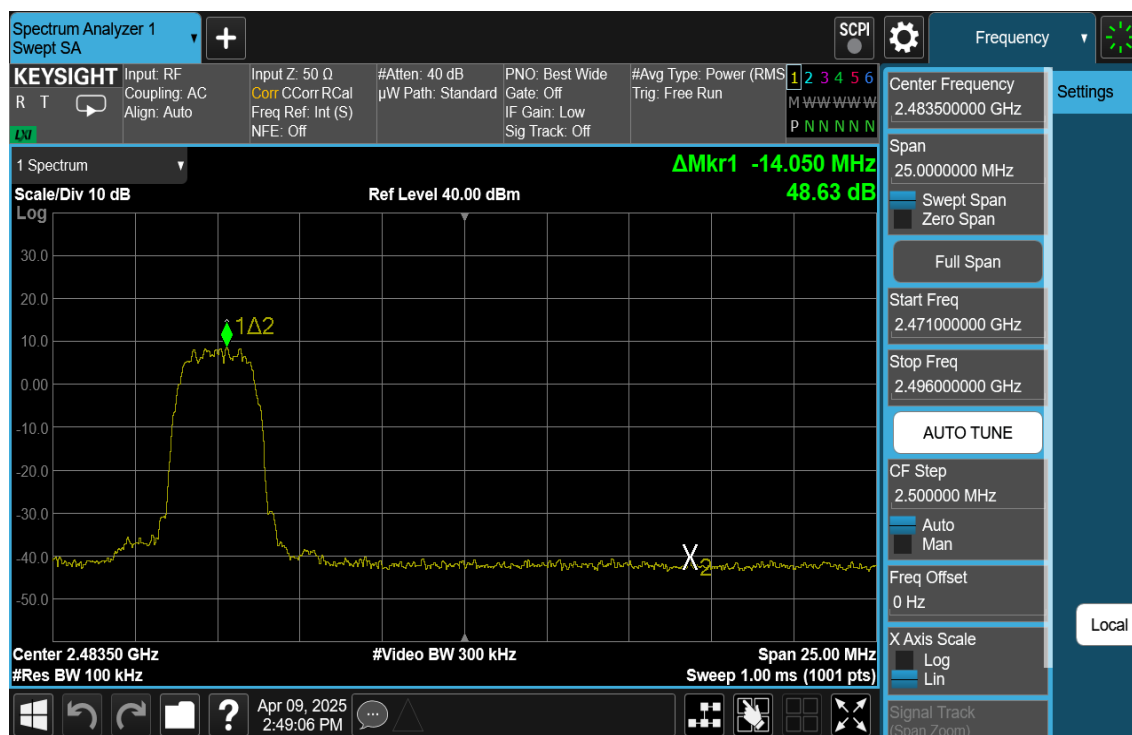 Spectrum Analyzer 1
Swept SA
+
SCPI
Frequency
KEYSIGHT
R T
LXI
Input: RF
Coupling: AC
Align: Auto
Input Z: 50 Ω
Corr CCorr RCal
Freq Ref: Int (S)
NFE: Off
#Atten: 40 dB
µW Path: Standard
PNO: Best Wide
Gate: Off
IF Gain: Low
Sig Track: Off
#Avg Type: Power (RMS
Trig: Free Run
1 2 3 4 5 6
M W W W W W
P N N N N N
1 Spectrum
ΔMkr1 -14.050 MHz
48.63 dB
Scale/Div 10 dB
Ref Level 40.00 dBm
Log
30.0
20.0
10.0
0.00
-10.0
-20.0
-30.0
-40.0
-50.0
1Δ2
X2
Center 2.48350 GHz
#Video BW 300 kHz
Span 25.00 MHz
#Res BW 100 kHz
Sweep 1.00 ms (1001 pts)
Center Frequency
2.483500000 GHz
Span
25.0000000 MHz
Swept Span
Zero Span
Full Span
Start Freq
2.471000000 GHz
Stop Freq
2.496000000 GHz
AUTO TUNE
CF Step
2.500000 MHz
Auto
Man
Freq Offset
0 Hz
X Axis Scale
Log
Lin
Signal Track
(Span Zoom)
Settings
Local
?
Apr 09, 2025
2:49:06 PM